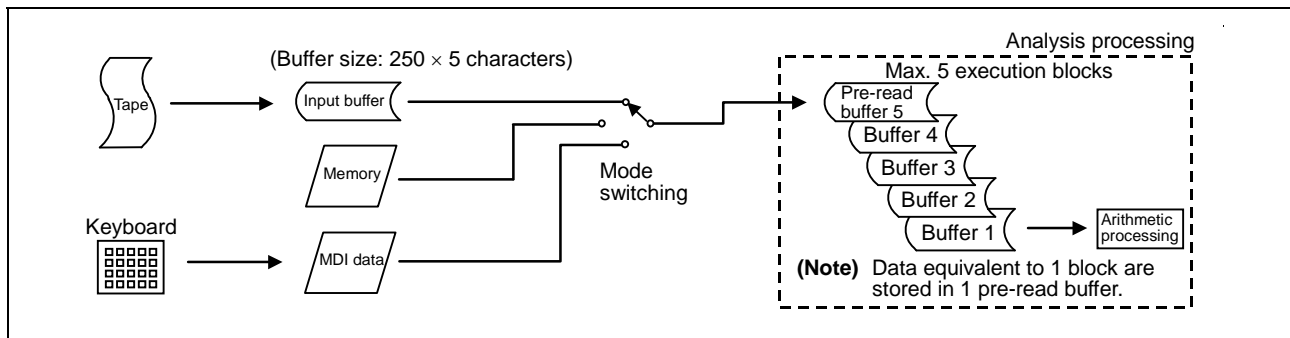 Analysis processing
(Buffer size: 250 × 5 characters)
Max. 5 execution blocks
Tape
Input buffer
Pre-read
buffer 5
Buffer 4
Memory
Mode
switching
Buffer 3
Buffer 2
Keyboard
Buffer 1
Arithmetic
processing
MDI data
(Note) Data equivalent to 1 block are
stored in 1 pre-read buffer.